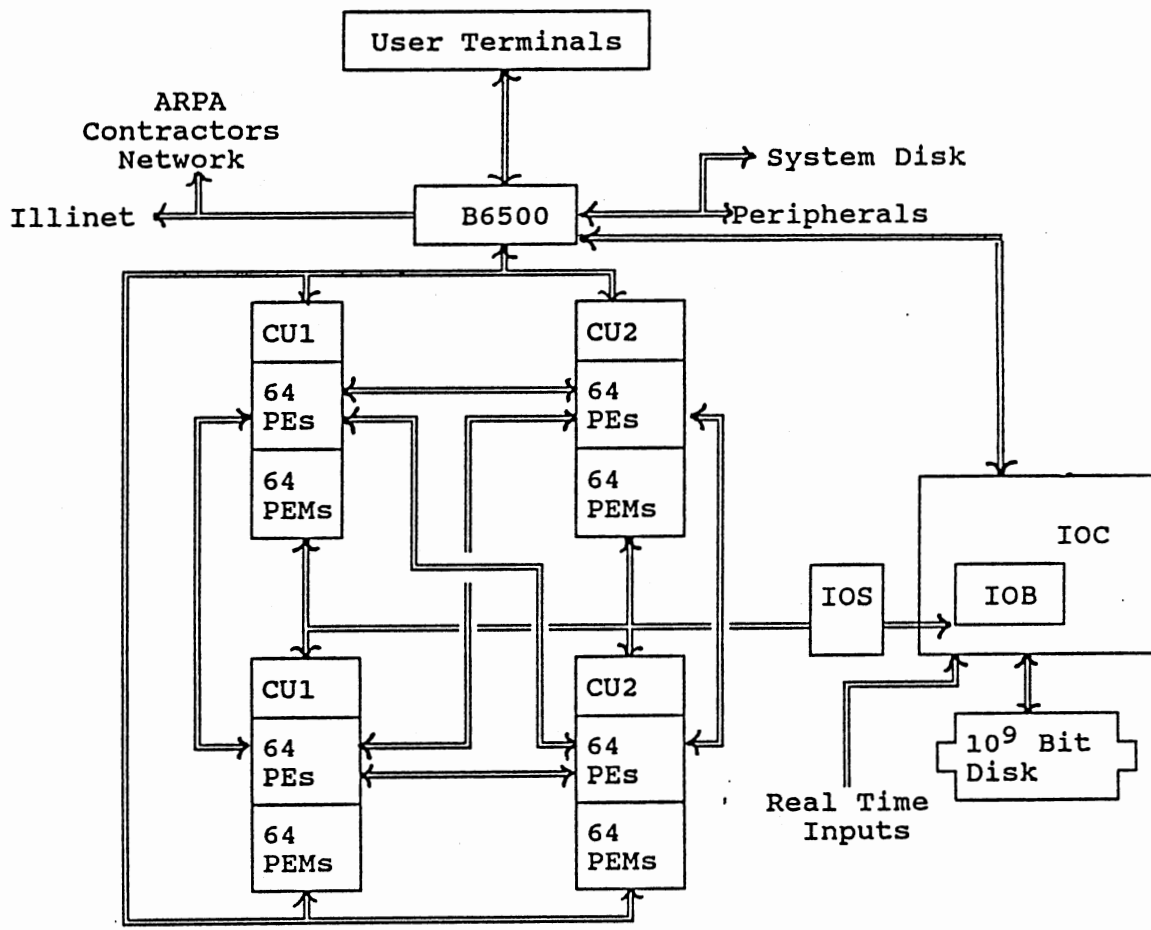 User Terminals
ARPA
Contractors
Network
System Disk
Illinet
B6500
Peripherals
CU1
64
PEs
64
PEMs
CU2
64
PEs
64
PEMs
IOC
IOS
IOB
CU1
64
PEs
64
PEMs
CU2
64
PEs
64
PEMs
10⁹ Bit
Disk
Real Time
Inputs